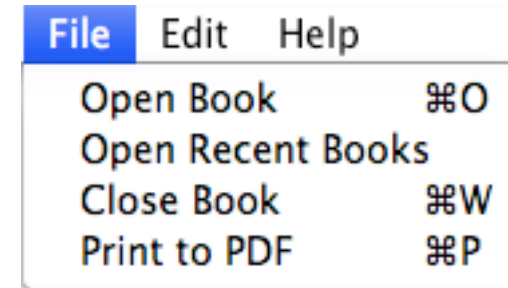 File Edit Help
Open Book ⌘O
Open Recent Books
Close Book ⌘W
Print to PDF ⌘P